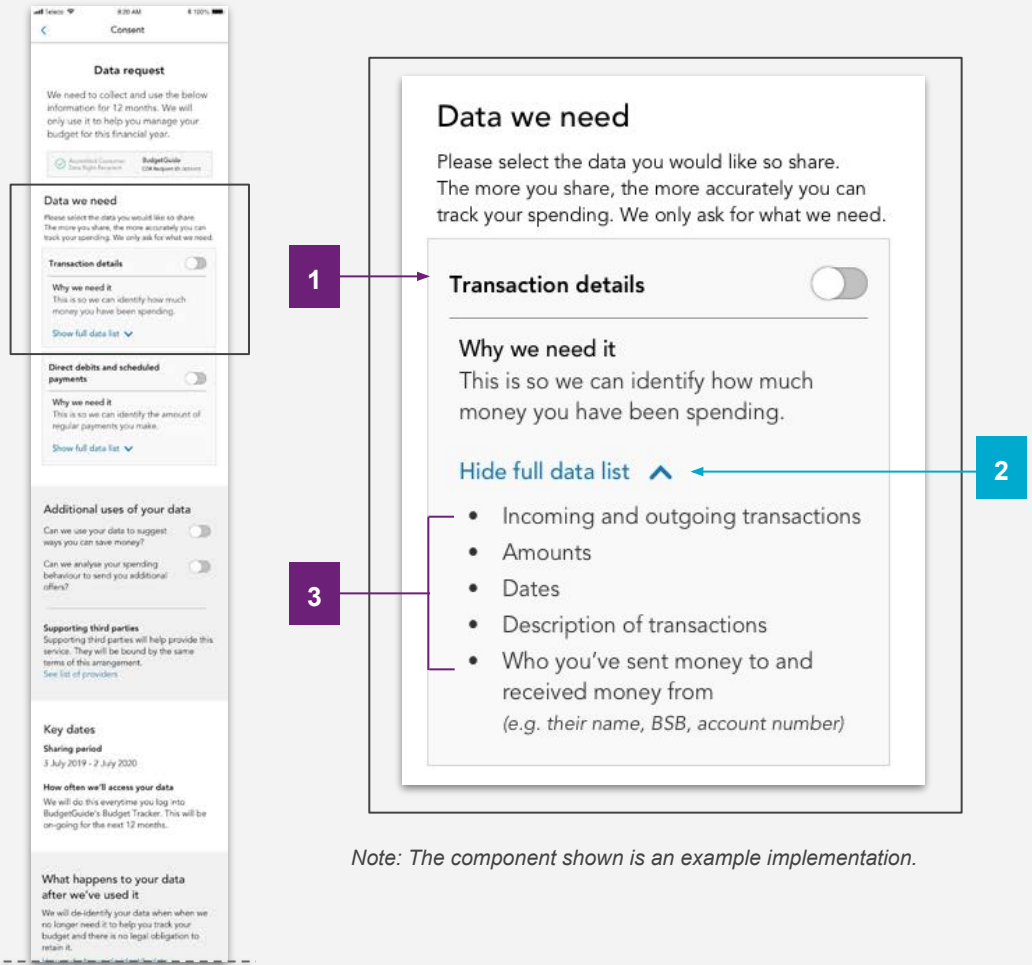 Teleco 8:20 AM 100%
Consent
Data request
We need to collect and use the below
information for 12 months. We will
only use it to help you manage your
budget for this financial year.
Accredited Consumer
Data Right Recipient
BudgetGuide
CDR Recipient ID:
Data we need
Please select the data you would like so share.
The more you share, the more accurately you can
track your spending. We only ask for what we need.
Transaction details
Why we need it
This is so we can identify how much
money you have been spending.
Show full data list
Direct debits and scheduled
payments
Why we need it
This is so we can identify the amount of
regular payments you make.
Show full data list
Additional uses of your data
Can we use your data to suggest
ways you can save money?
Can we analyse your spending
behaviour to send you additional
offers?
Supporting third parties
Supporting third parties will help provide this
service. They will be bound by the same
terms of this arrangement.
See list of providers
Key dates
Sharing period
3 July 2019 - 2 July 2020
How often we'll access your data
We will do this everytime you log into
BudgetGuide's Budget Tracker. This will be
on-going for the next 12 months.
What happens to your data
after we've used it
We will de-identify your data when when we
no longer need it to help you track your
budget and there is no legal obligation to
retain it.
Data we need
Please select the data you would like so share.
The more you share, the more accurately you can
track your spending. We only ask for what we need.
1
Transaction details
Why we need it
This is so we can identify how much
money you have been spending.
Hide full data list
2
• Incoming and outgoing transactions
• Amounts
• Dates
3
• Description of transactions
• Who you've sent money to and
received money from
(e.g. their name, BSB, account number)
Note: The component shown is an example implementation.